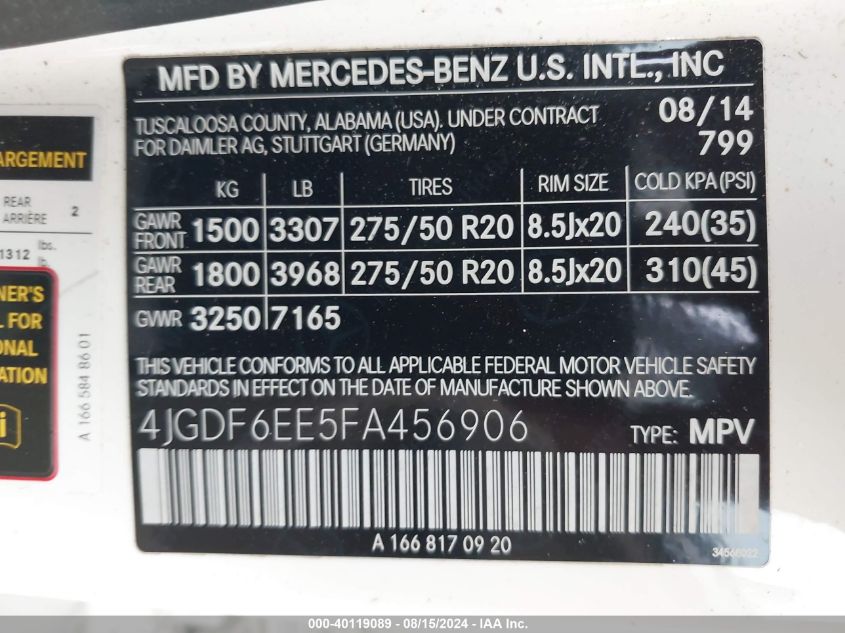 MFD BY MERCEDES-BENZ U.S. INTL., INC
TUSCALOOSA COUNTY, ALABAMA (USA). UNDER CONTRACT 08/14
FOR DAIMLER AG, STUTTGART (GERMANY) 799
KG LB TIRES RIM SIZE COLD KPA (PSI)
GAWR FRONT 1500 3307 275/50 R20 8.5Jx20 240(35)
GAWR REAR 1800 3968 275/50 R20 8.5Jx20 310(45)
GVWR 3250 7165
THIS VEHICLE CONFORMS TO ALL APPLICABLE FEDERAL MOTOR VEHICLE SAFETY
STANDARDS IN EFFECT ON THE DATE OF MANUFACTURE SHOWN ABOVE.
4JGDF6EE5FA456906 TYPE: MPV
A 166 817 09 20
34566022
ARGEMENT
REAR 2
ARRIÈRE
1312 lbs.
NER'S
L FOR
ONAL
ATION
i
A 166 584 86 01
000-40119089 - 08/15/2024 - IAA Inc.